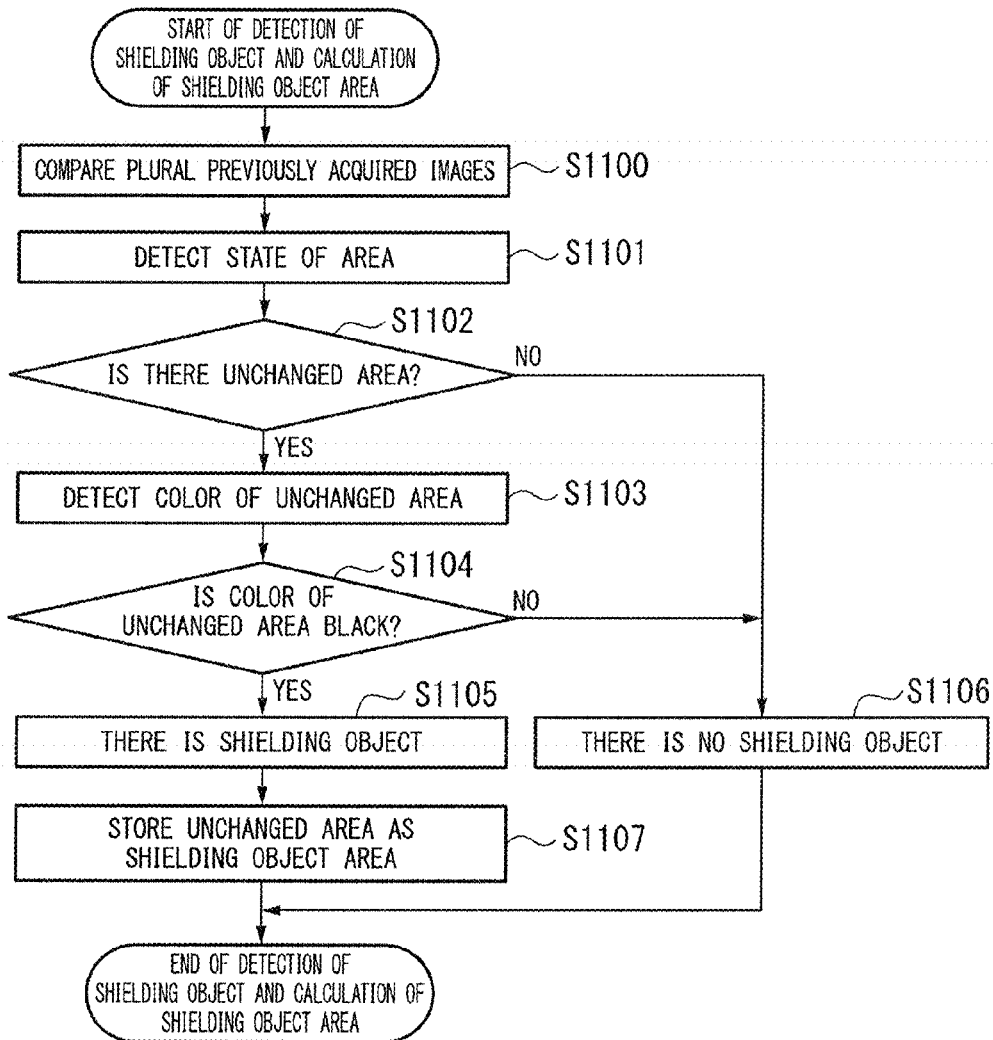 START OF DETECTION OF
SHIELDING OBJECT AND CALCULATION
OF SHIELDING OBJECT AREA
COMPARE PLURAL PREVIOUSLY ACQUIRED IMAGES
S1100
DETECT STATE OF AREA
S1101
S1102
IS THERE UNCHANGED AREA?
NO
YES
DETECT COLOR OF UNCHANGED AREA
S1103
S1104
IS COLOR OF
UNCHANGED AREA BLACK?
NO
YES
S1105
THERE IS SHIELDING OBJECT
S1106
THERE IS NO SHIELDING OBJECT
STORE UNCHANGED AREA AS
SHIELDING OBJECT AREA
S1107
END OF DETECTION OF
SHIELDING OBJECT AND CALCULATION OF
SHIELDING OBJECT AREA